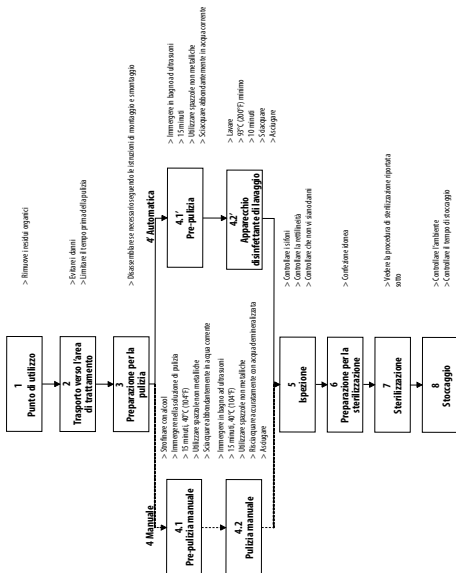 1
Punto di utilizzo
> Rimuove i residui organici
2
Trasporto verso l'area
di trattamento
> Evitare i danni
> Limitare il tempo prima della pulizia
3
Preparazione per la
pulizia
> Disassemblare se necessario seguendo le istruzioni di montaggio e smontaggio
4 Manuale
4.1
Pre-pulizia manuale
> Strofinare con alcool
> Immergere nella soluzione di pulizia
> 15 minuti, 40°C (104°F)
> Utilizzare spazzole non metalliche
> Sciacquare abbondantemente in acqua corrente
4.2
Pulizia manuale
> Immergere in bagno ad ultrasuoni
> 15 minuti, 40°C (104°F)
> Utilizzare spazzole non metalliche
> Risciacquare accuratamente con acqua demineralizzata
> Asciugare
4' Automatica
4.1'
Pre-pulizia
> Immergere in bagno ad ultrasuoni
> 15 minuti
> Utilizzare spazzole non metalliche
> Sciacquare abbondantemente in acqua corrente
4.2'
Apparecchio
disinfettante di lavaggio
> Lavare
> 93°C (200°F) minimo
> 10 minuti
> Sciacquare
> Asciugare
5
Ispezione
> Controllare i sifoni
> Controllare la rettilineità
> Controllare che non vi siano danni
6
Preparazione per la
sterilizzazione
> Confezione idonea
7
Sterilizzazione
> Vedere la procedura di sterilizzazione riportata
sotto
8
Stoccaggio
> Controllare l'ambiente
> Controllare il tempo di stoccaggio